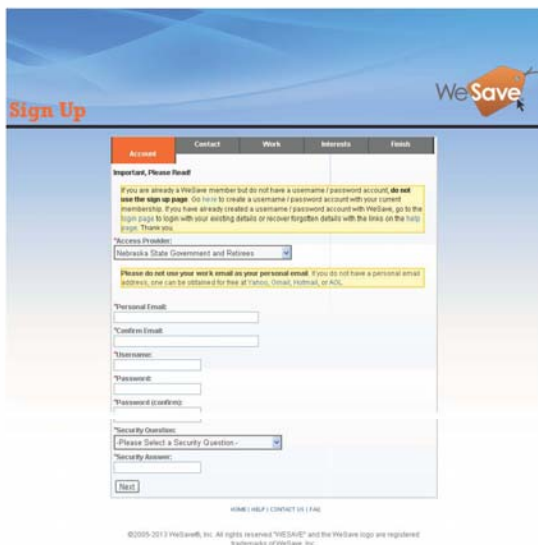 WeSave
Sign Up
Account Contact Work Interests Finish
Important, Please Read!
If you are already a WeSave member but do not have a username / password account, do not
use the sign up page. Go here to create a username / password account with your current
membership. If you have already created a username / password account with WeSave, go to the
login page to login with your existing details or recover forgotten details with the links on the help
page. Thank you.
*Access Provider:
Nebraska State Government and Retirees
Please do not use your work email as your personal email. If you do not have a personal email
address, one can be obtained for free at Yahoo, Gmail, Hotmail, or AOL.
*Personal Email:
*Confirm Email:
*Username:
*Password:
*Password (confirm):
*Security Question:
-Please Select a Security Question -
*Security Answer:
Next
HOME | HELP | CONTACT US | FAQ
©2005-2013 WeSave®, Inc. All rights reserved "WESAVE" and the WeSave logo are registered
trademarks of WeSave, Inc.